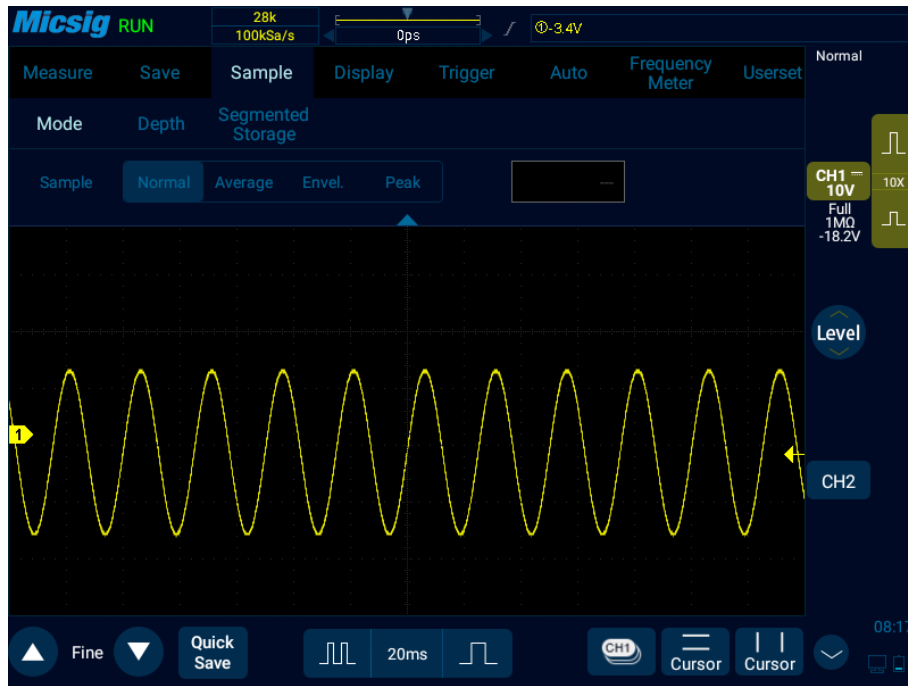 Micsig RUN 28k 0ps ①-3.4V
100kSa/s
Measure Save Sample Display Trigger Auto Frequency Meter Userset
Normal
Mode Depth Segmented Storage
Sample Normal Average Envel. Peak ---
CH1
10V
10X
Full
1MΩ
-18.2V
Level
1
CH2
Fine Quick Save 20ms CH1 Cursor Cursor
08:17